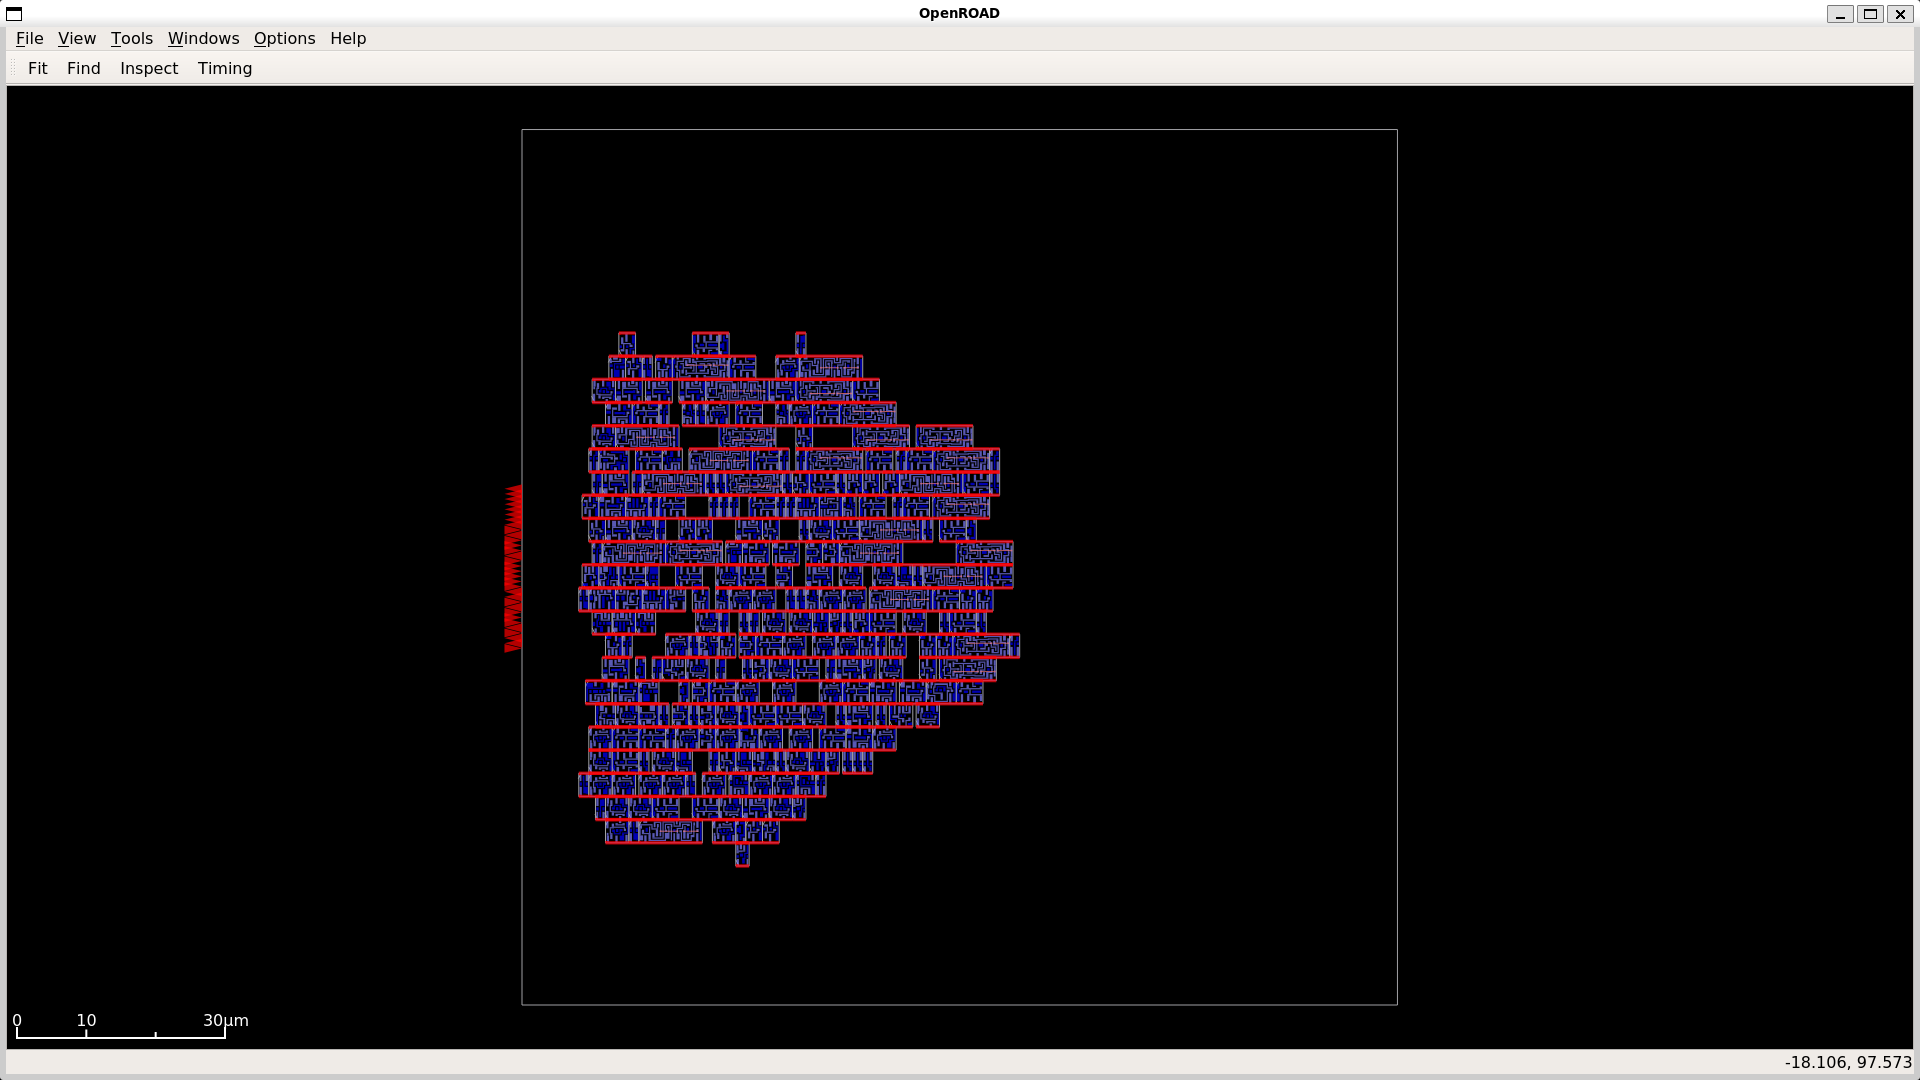 OpenROAD
File View Tools Windows Options Help
Fit Find Inspect Timing
0 10 30μm
-18.106, 97.573